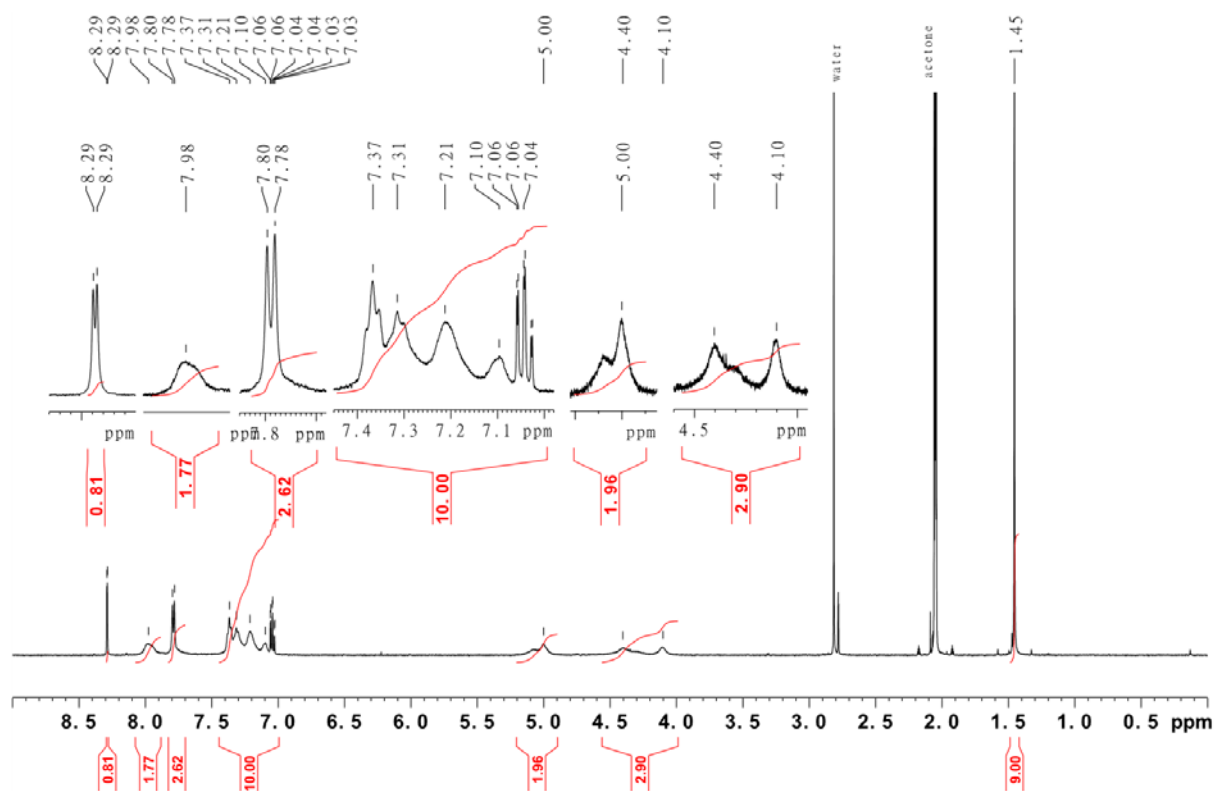 8.29 8.29 7.98 7.80 7.78 7.37 7.31 7.21 7.10 7.06 7.06 7.04 7.04 7.03 7.03 5.00 4.40 4.10 water acetone 1.45
8.29 8.29 7.98 7.80 7.78 7.37 7.31 7.21 7.10 7.06 7.06 7.04 5.00 4.40 4.10
ppm ppm 7.8 ppm 7.4 7.3 7.2 7.1 ppm ppm 4.5 ppm
0.81 1.77 2.62 10.00 1.96 2.90
8.5 8.0 7.5 7.0 6.5 6.0 5.5 5.0 4.5 4.0 3.5 3.0 2.5 2.0 1.5 1.0 0.5 ppm
0.81 1.77 2.62 10.00 1.96 2.90 9.00